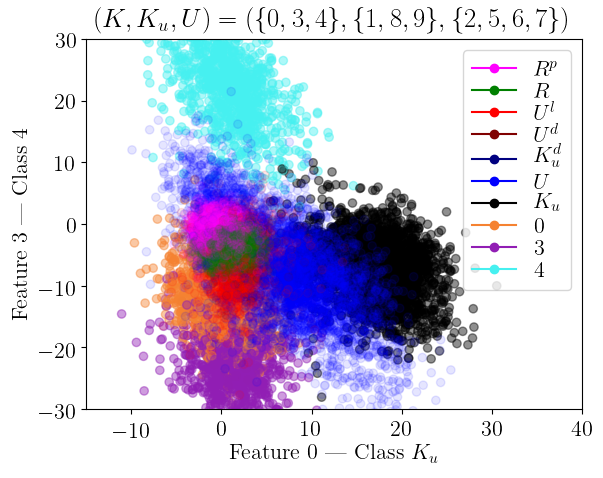 (K, K_u, U) = ({0, 3, 4}, {1, 8, 9}, {2, 5, 6, 7})
Feature 3 — Class 4
30
20
10
0
−10
−20
−30
−10 0 10 20 30 40
Feature 0 — Class K_u
R^p
R
U^l
U^d
K_u^d
U
K_u
0
3
4